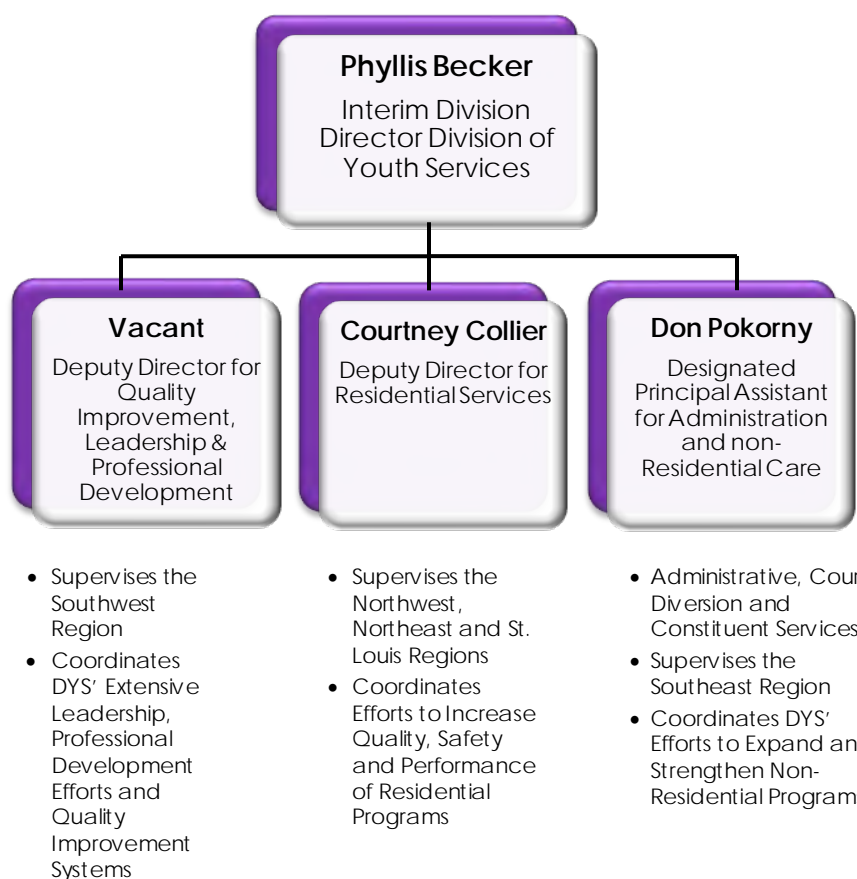 Phyllis Becker
Interim Division
Director Division of
Youth Services
Vacant
Deputy Director for
Quality
Improvement,
Leadership &
Professional
Development
Courtney Collier
Deputy Director for
Residential Services
Don Pokorny
Designated
Principal Assistant
for Administration
and non-
Residential Care
• Supervises the
Southwest
Region
• Coordinates
DYS' Extensive
Leadership,
Professional
Development
Efforts and
Quality
Improvement
Systems
• Supervises the
Northwest,
Northeast and St.
Louis Regions
• Coordinates
Efforts to Increase
Quality, Safety
and Performance
of Residential
Programs
• Administrative,
Diversion and
Constituent Services
• Supervises the
Southeast Region
• Coordinates DYS'
Efforts to Expand
Strengthen Non-
Residential Program